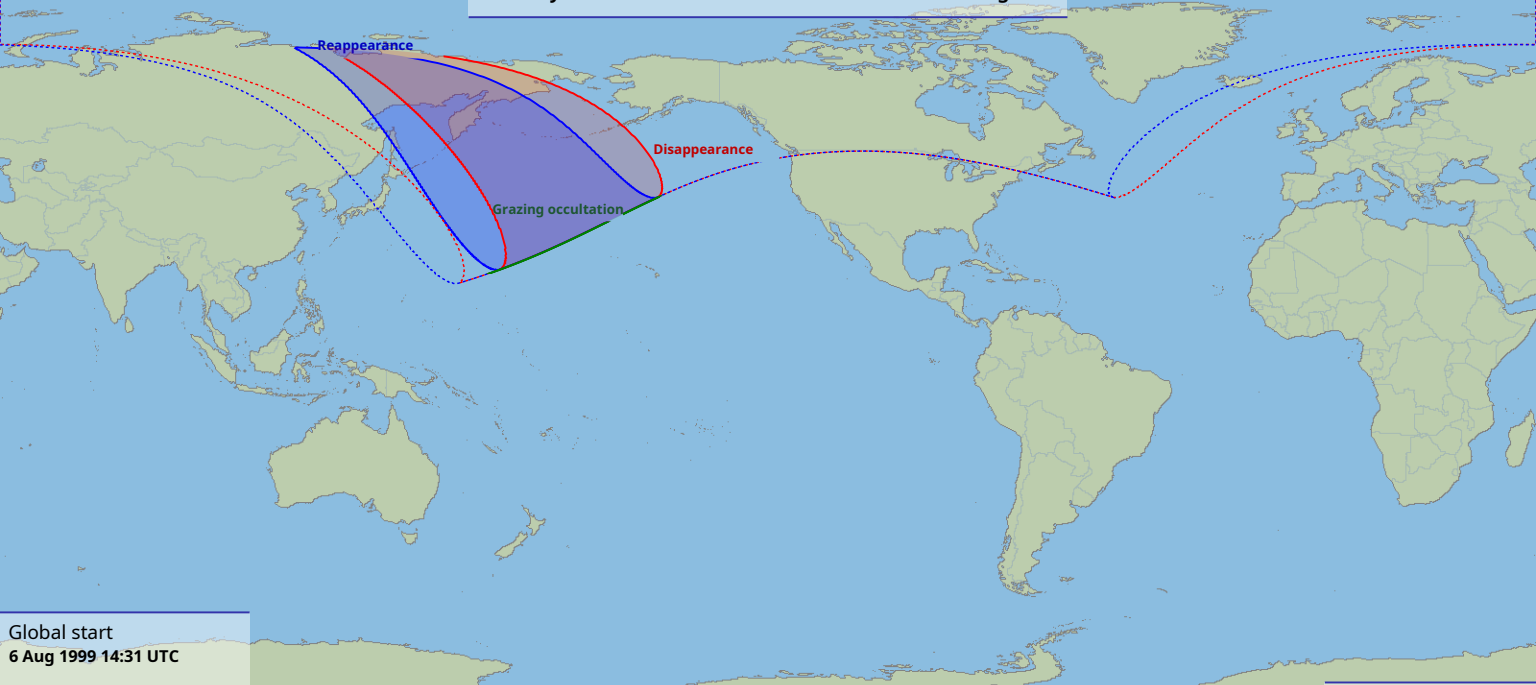 Reappearance
Disappearance
Grazing occultation
Global start
6 Aug 1999 14:31 UTC